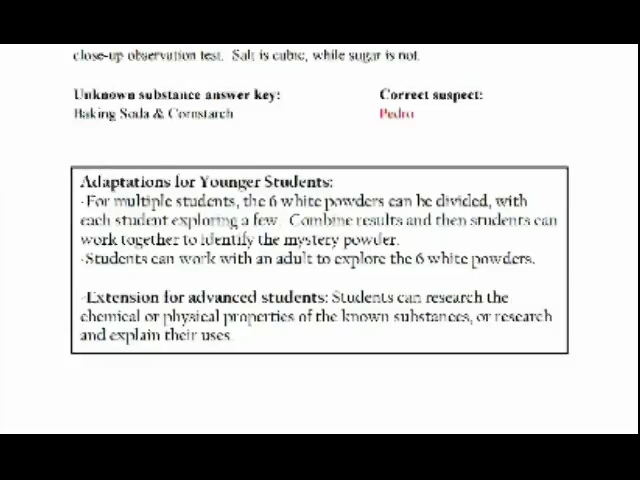 close-up observation test. Salt is cubic, while sugar is not.
Unknown substance answer key: Correct suspect:
Baking Soda & Cornstarch Pedro
Adaptations for Younger Students:
·For multiple students, the 6 white powders can be divided, with
each student exploring a few. Combine results and then students can
work together to identify the mystery powder.
·Students can work with an adult to explore the 6 white powders.
·Extension for advanced students: Students can research the
chemical or physical properties of the known substances, or research
and explain their uses.